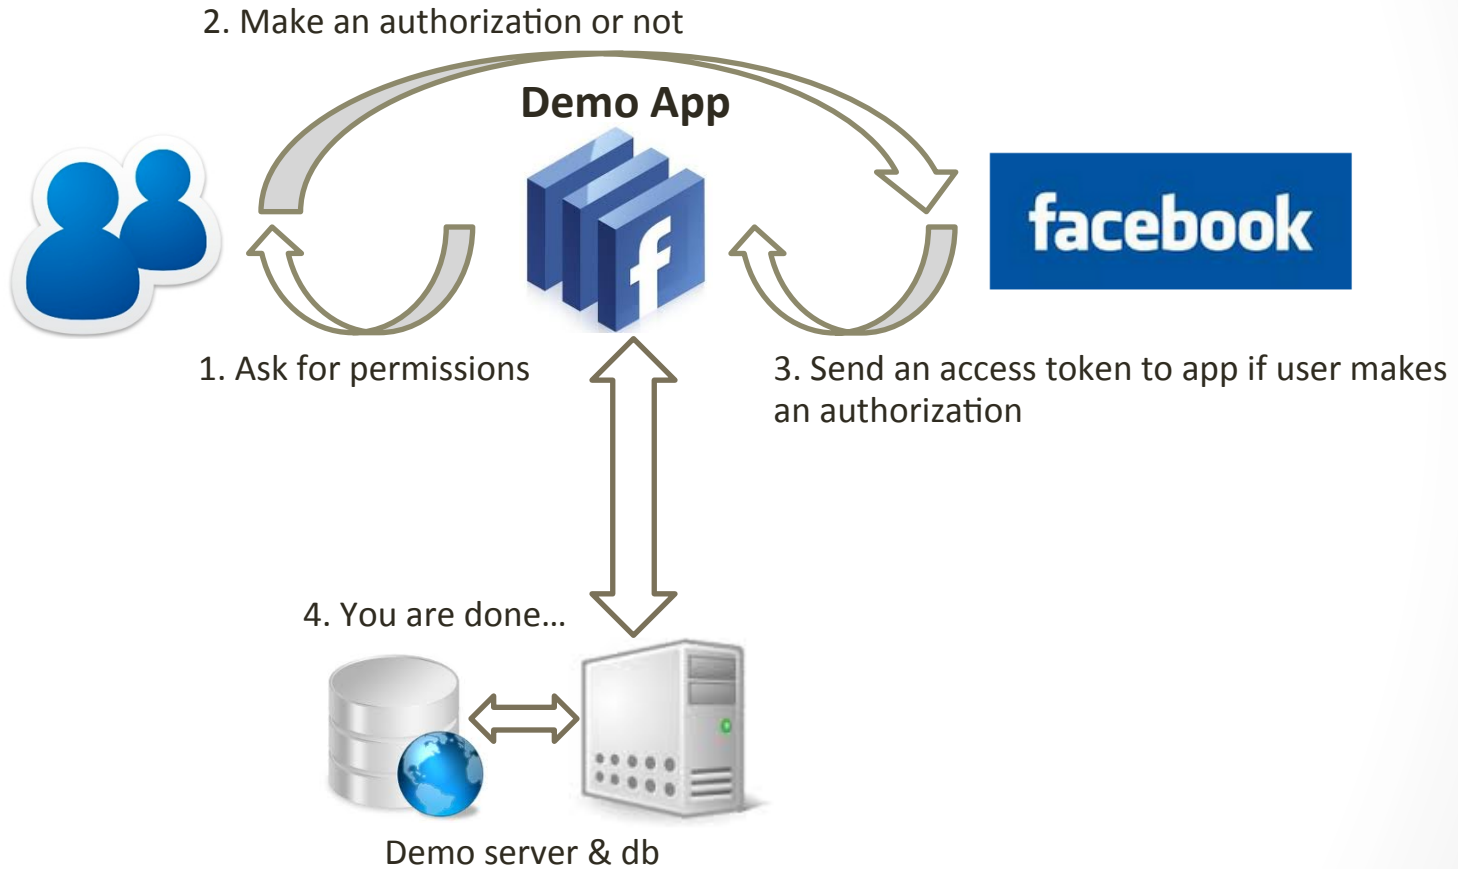 2. Make an authorization or not
Demo App
f
facebook
1. Ask for permissions
3. Send an access token to app if user makes
an authorization
4. You are done…
Demo server & db